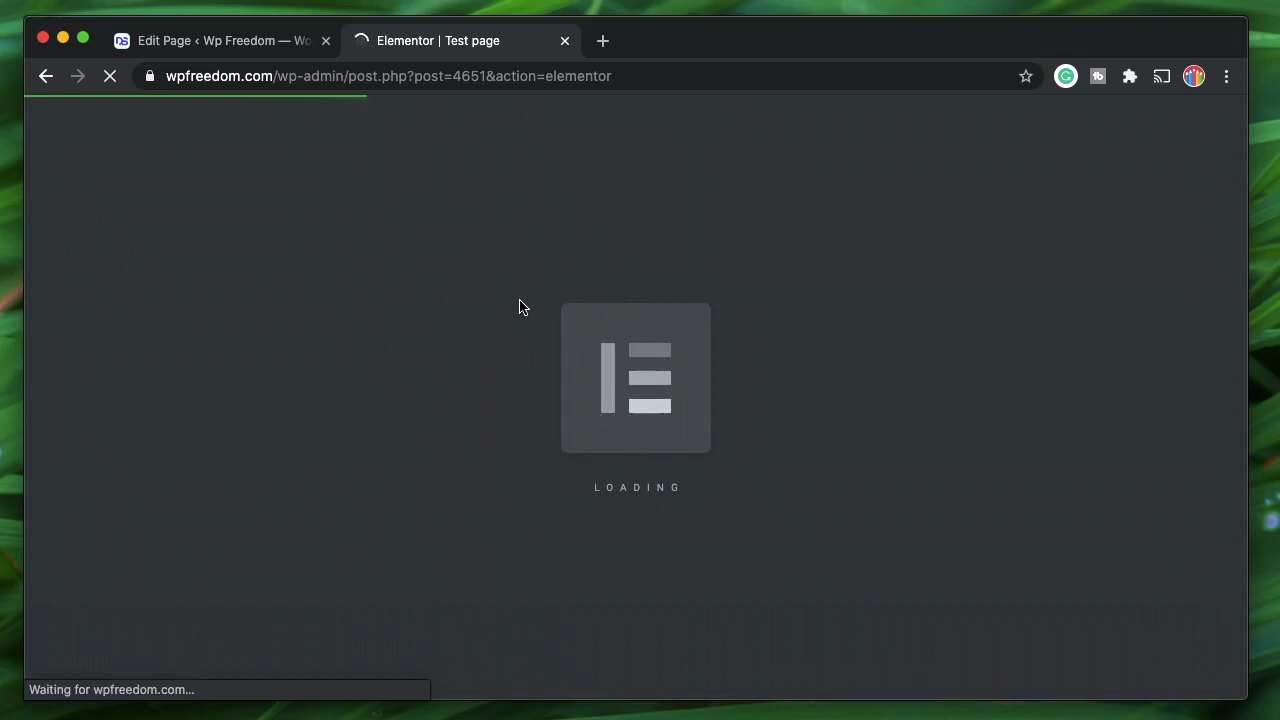 Edit Page ‹ Wp Freedom — Wo
Elementor | Test page
wpfreedom.com/wp-admin/post.php?post=4651&action=elementor
LOADING
Waiting for wpfreedom.com...